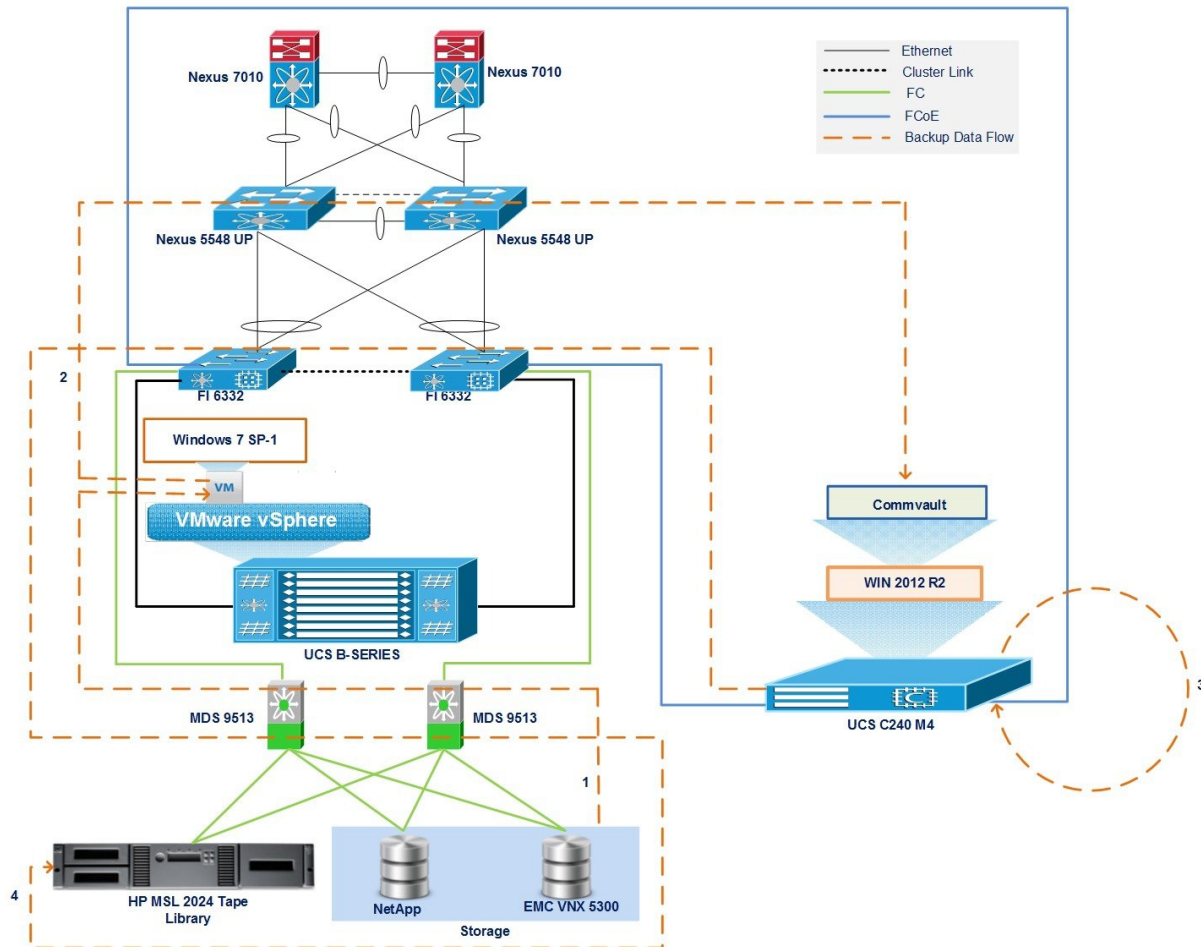 Nexus 7010
Nexus 7010
Ethernet
Cluster Link
FC
FCoE
Backup Data Flow
Nexus 5548 UP
Nexus 5548 UP
2
FI 6332
FI 6332
Windows 7 SP-1
VM
VMware vSphere
Commvault
WIN 2012 R2
UCS B-SERIES
3
MDS 9513
MDS 9513
UCS C240 M4
1
4
HP MSL 2024 Tape
Library
NetApp
EMC VNX 5300
Storage